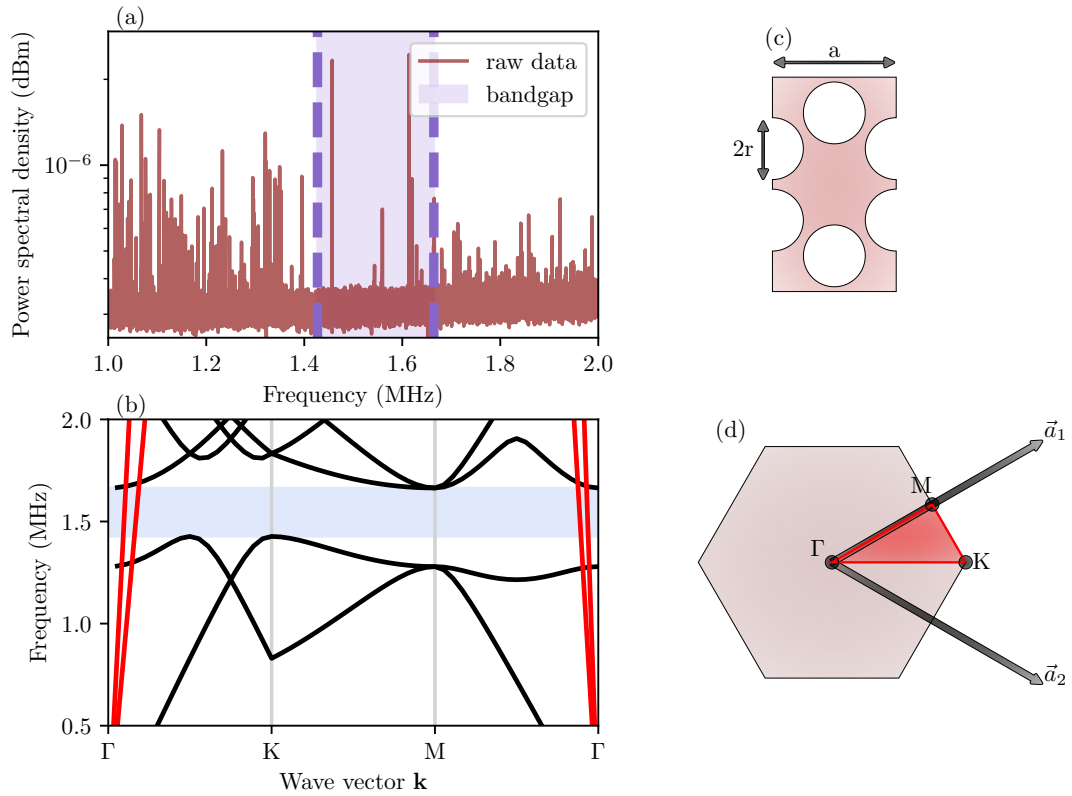 (a)
Power spectral density (dBm)
10⁻⁶
raw data
bandgap
1.0 1.2 1.4 1.6 1.8 2.0
Frequency (MHz)
(b)
Frequency (MHz)
2.0
1.5
1.0
0.5
Γ K M Γ
Wave vector k
(c)
a
2r
(d)
a⃗₁
M
Γ
K
a⃗₂